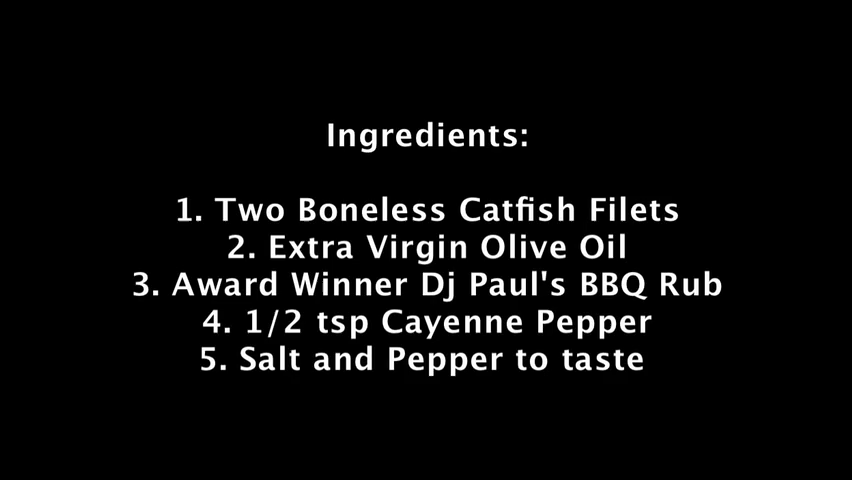 Ingredients:
1. Two Boneless Catfish Filets
2. Extra Virgin Olive Oil
3. Award Winner Dj Paul's BBQ Rub
4. 1/2 tsp Cayenne Pepper
5. Salt and Pepper to taste